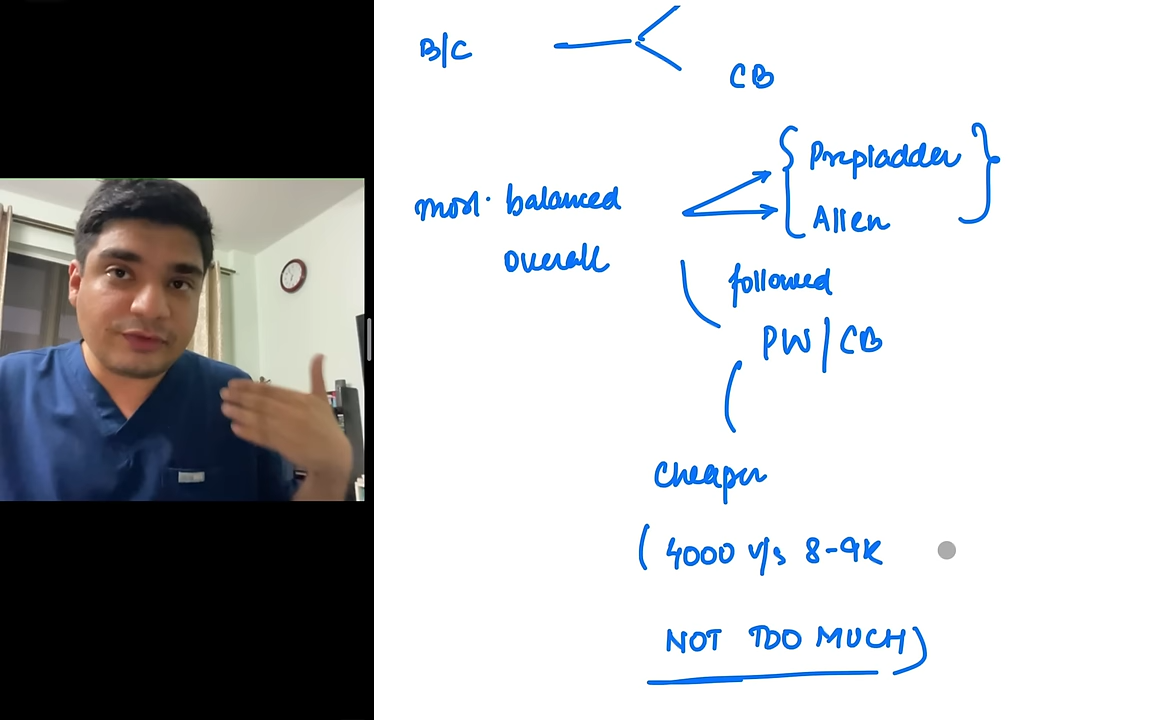 B/C
CB
most balanced
overall
Prepladder
Allen
followed
PW/CB
Cheaper
(4000 v/s 8-9K
NOT TOO MUCH)